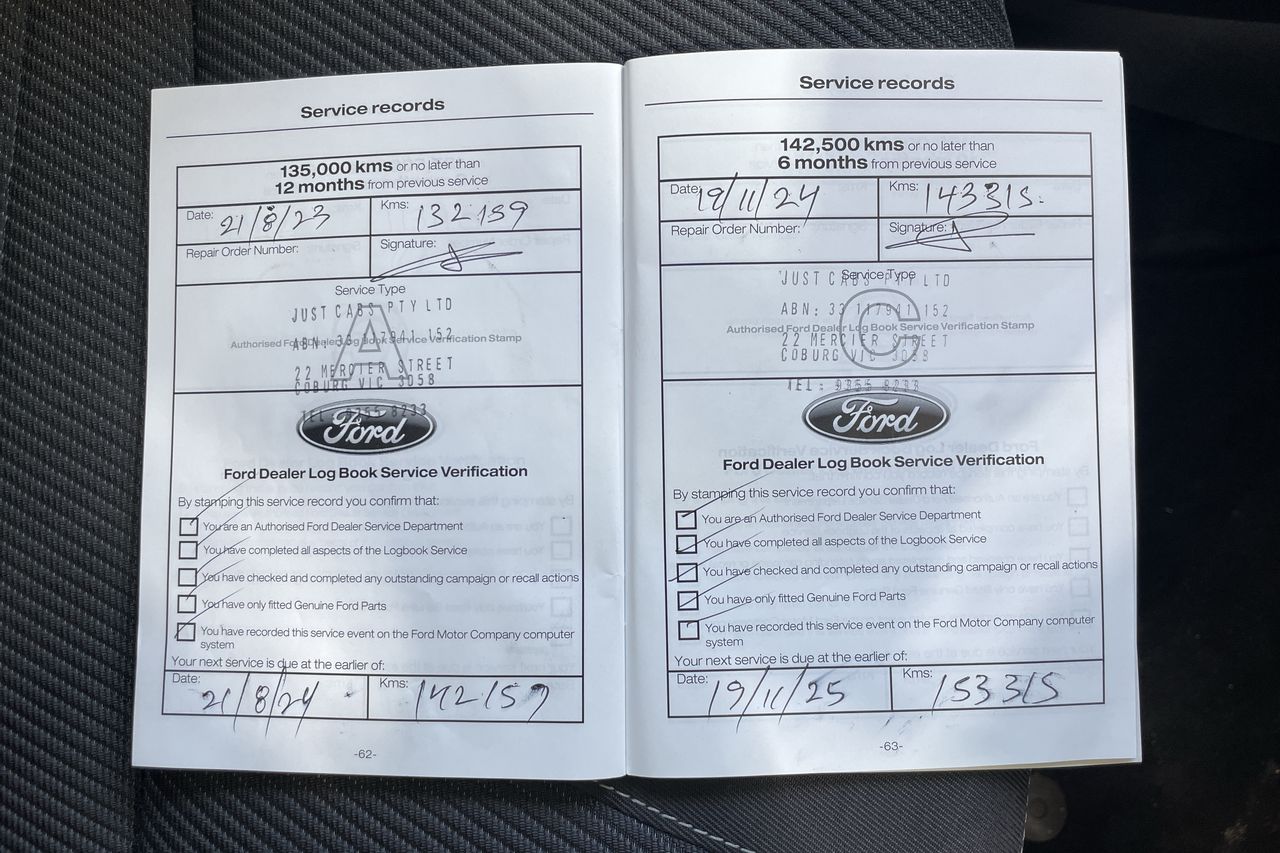 Service records
135,000 kms or no later than
12 months from previous service
Date: 21/8/23 Kms: 132 159
Repair Order Number: Signature:
Service Type
JUST CABS PTY LTD
A
ABN: 33 117941 152
Authorised Ford Dealer Log Book Service Verification Stamp
22 MERCIER STREET
COBURG VIC 3058
TEL: 9355 8233
Ford
Ford Dealer Log Book Service Verification
By stamping this service record you confirm that:
You are an Authorised Ford Dealer Service Department
You have completed all aspects of the Logbook Service
You have checked and completed any outstanding campaign or recall actions
You have only fitted Genuine Ford Parts
You have recorded this service event on the Ford Motor Company computer
system
Your next service is due at the earlier of:
Date: 21/8/24 Kms: 142159
-62-
Service records
142,500 kms or no later than
6 months from previous service
Date: 19/11/24 Kms: 143315
Repair Order Number: Signature:
Service Type
JUST CABS PTY LTD
C
ABN: 33 117941 152
Authorised Ford Dealer Log Book Service Verification Stamp
22 MERCIER STREET
COBURG VIC 3058
TEL: 9355 8233
Ford
Ford Dealer Log Book Service Verification
By stamping this service record you confirm that:
You are an Authorised Ford Dealer Service Department
You have completed all aspects of the Logbook Service
You have checked and completed any outstanding campaign or recall actions
You have only fitted Genuine Ford Parts
You have recorded this service event on the Ford Motor Company computer
system
Your next service is due at the earlier of:
Date: 19/11/25 Kms: 153315
-63-